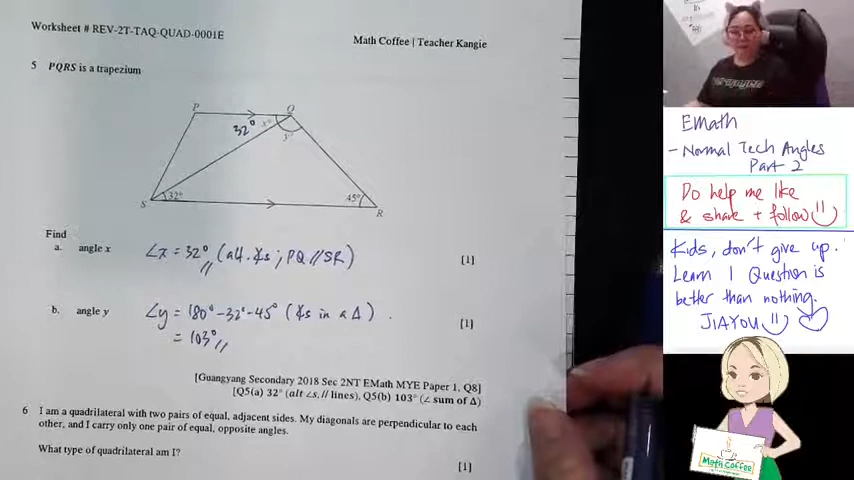 Worksheet # REV-2T-TAQ-QUAD-0001E
Math Coffee | Teacher Kangie
5 PQRS is a trapezium
P
Q
32°
x°
y°
S
32°
45°
R
Find
a. angle x
∠x = 32° (alt. ∠s, PQ // SR)
[1]
b. angle y
∠y = 180° - 32° - 45° (∠s in a Δ)
[1]
= 103°
[Guangyang Secondary 2018 Sec 2NT EMath MYE Paper 1, Q8]
[Q5(a) 32° (alt ∠s, // lines), Q5(b) 103° (∠ sum of Δ)
6 I am a quadrilateral with two pairs of equal, adjacent sides. My diagonals are perpendicular to each
other, and I carry only one pair of equal, opposite angles.
What type of quadrilateral am I?
[1]
EMath
- Normal Tech Angles
Part 2
Do help me like
& share + follow
Kids, don't give up.
Learn 1 Question is
better than nothing.
JIAYOU
Math Coffee